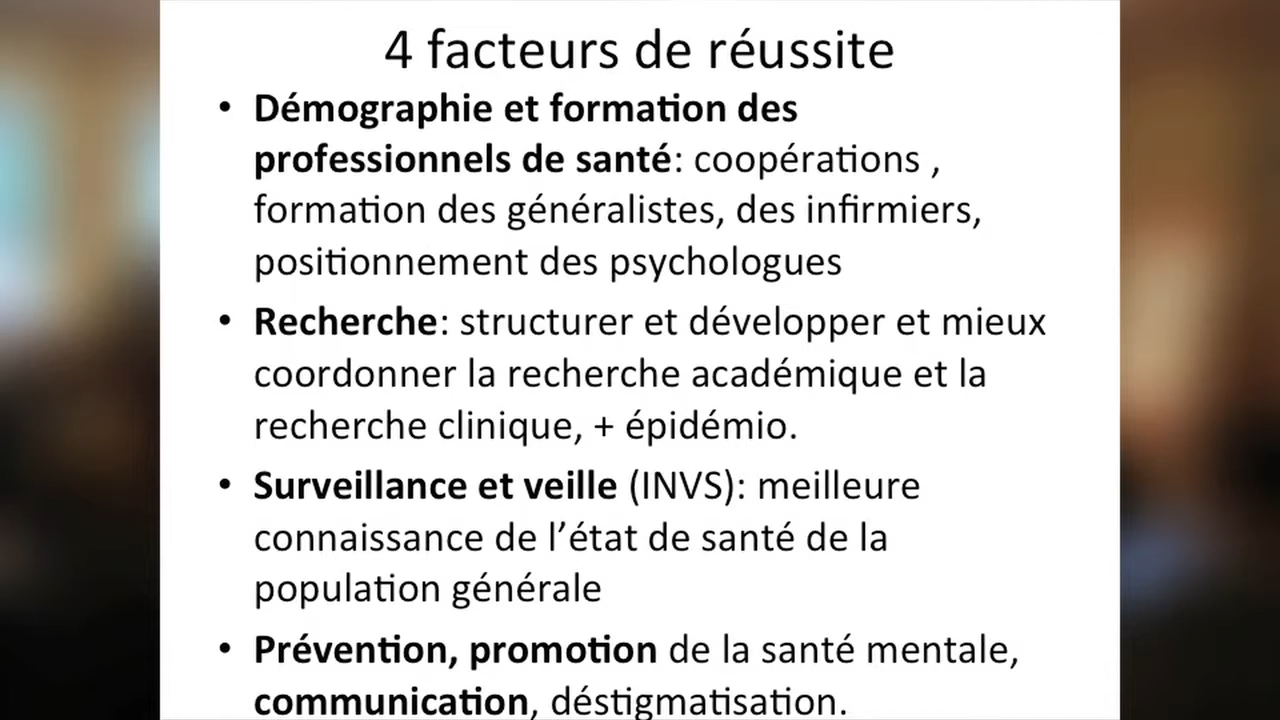 4 facteurs de réussite
• Démographie et formation des
professionnels de santé: coopérations ,
formation des généralistes, des infirmiers,
positionnement des psychologues
• Recherche: structurer et développer et mieux
coordonner la recherche académique et la
recherche clinique, + épidémio.
• Surveillance et veille (INVS): meilleure
connaissance de l’état de santé de la
population générale
• Prévention, promotion de la santé mentale,
communication, déstigmatisation.